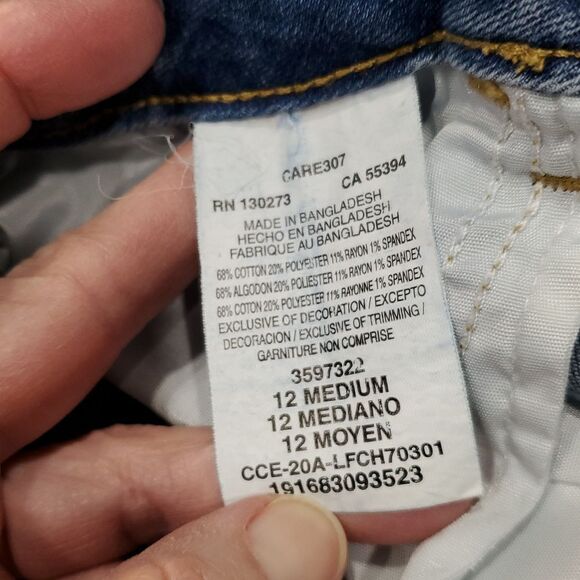 CARE307
RN 130273 CA 55394
MADE IN BANGLADESH
HECHO EN BANGLADESH
FABRIQUE AU BANGLADESH
68% COTTON 20% POLYESTER 11% RAYON 1% SPANDEX
68% ALGODON 20% POLIESTER 11% RAYON 1% SPANDEX
68% COTON 20% POLYESTER 11% RAYONNE 1% SPANDEX
EXCLUSIVE OF DECORATION / EXCEPTO
DECORACION / EXCLUSION OF TRIMMING /
GARNITURE NON COMPRISE
3597322
12 MEDIUM
12 MEDIANO
12 MOYEN
CCE-20A-LFCH70301
191683093523